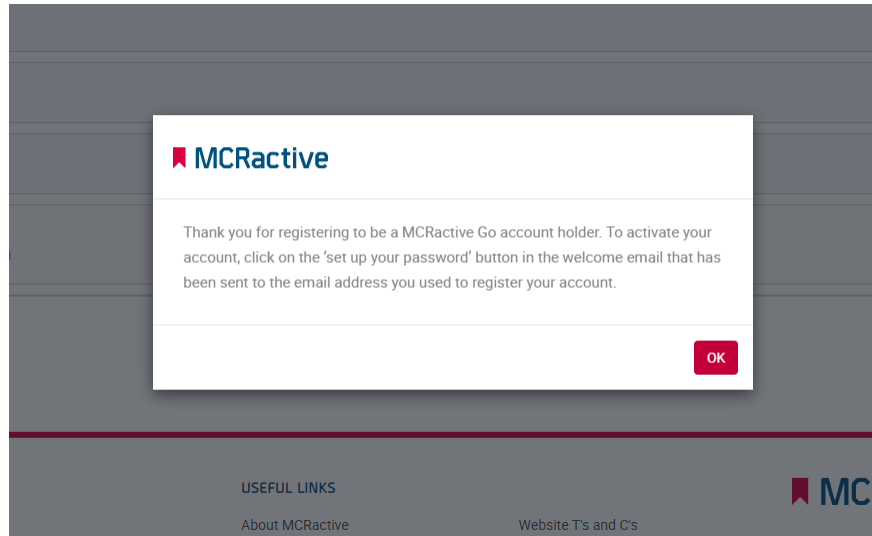 MCRactive
Thank you for registering to be a MCRactive Go account holder. To activate your
account, click on the ‘set up your password’ button in the welcome email that has
been sent to the email address you used to register your account.
OK
USEFUL LINKS
MC
About MCRactive
Website T's and C's